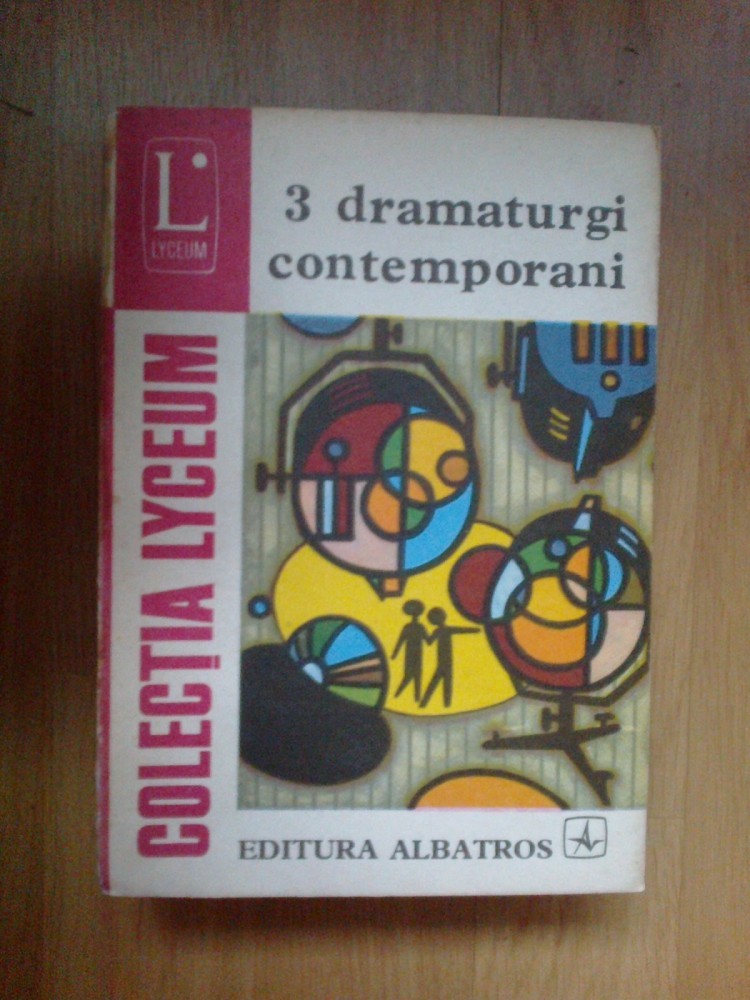 L
LYCEUM
3 dramaturgi
contemporani
COLECȚIA LYCEUM
EDITURA ALBATROS